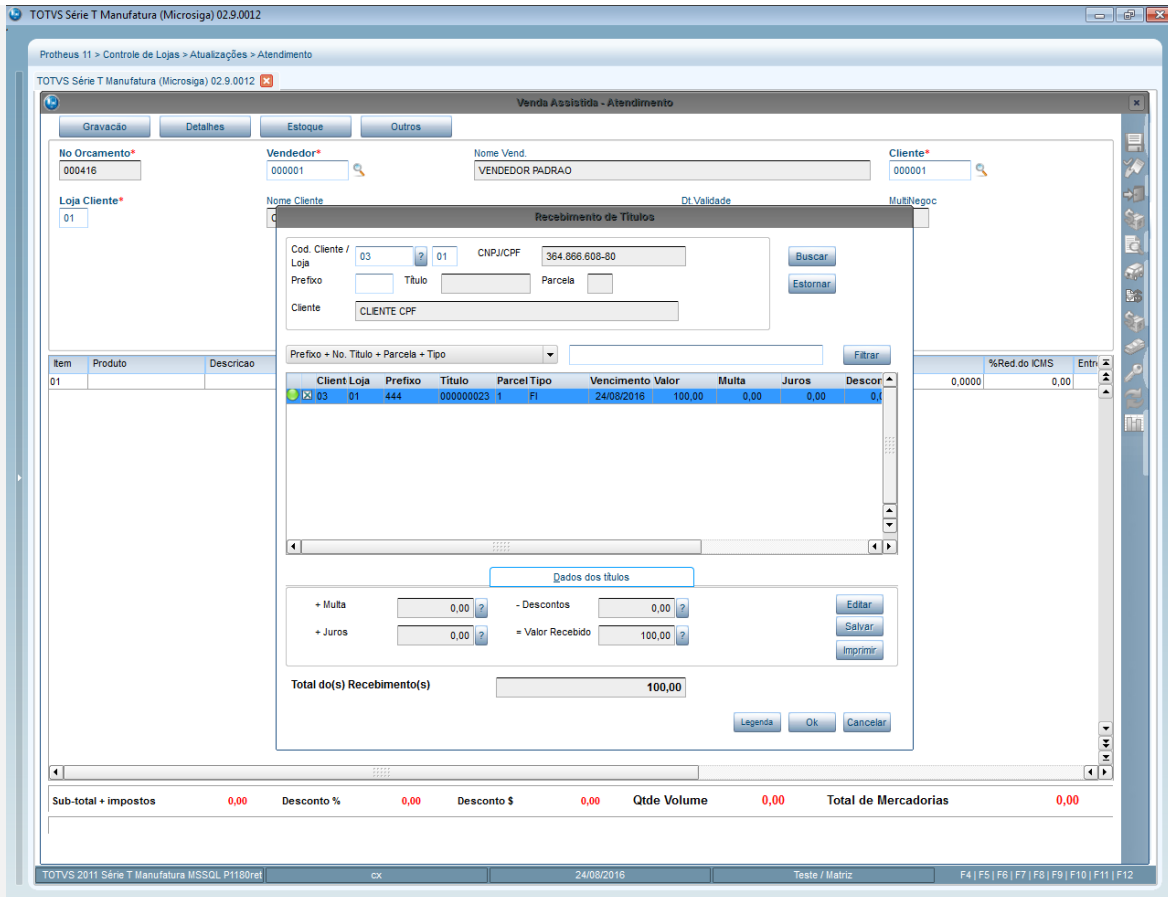 TOTVS Série T Manufatura (Microsiga) 02.9.0012
Protheus 11 > Controle de Lojas > Atualizações > Atendimento
TOTVS Série T Manufatura (Microsiga) 02.9.0012
Venda Assistida - Atendimento
Gravacão Detalhes Estoque Outros
No Orcamento* Vendedor* Nome Vend. Cliente*
000416 000001 VENDEDOR PADRAO 000001
Loja Cliente* Nome Cliente Dt.Validade MultiNegoc
01
Recebimento de Titulos
Cod. Cliente / Loja 03 ? 01 CNPJ/CPF 364.866.608-80 Buscar
Prefixo Título Parcela Estornar
Cliente CLIENTE CPF
Prefixo + No. Titulo + Parcela + Tipo Filtrar
Item Produto Descricao %Red.do ICMS Entr
01 0,0000 0,00
Client Loja Prefixo Título Parcel Tipo Vencimento Valor Multa Juros Descor
03 01 444 000000023 1 FI 24/08/2016 100,00 0,00 0,00 0,0
Dados dos títulos
+ Multa 0,00 ? - Descontos 0,00 ? Editar
+ Juros 0,00 ? = Valor Recebido 100,00 ? Salvar
Imprimir
Total do(s) Recebimento(s) 100,00
Legenda Ok Cancelar
Sub-total + impostos 0,00 Desconto % 0,00 Desconto $ 0,00 Qtde Volume 0,00 Total de Mercadorias 0,00
TOTVS 2011 Série T Manufatura MSSQL P1180ret cx 24/08/2016 Teste / Matriz F4 | F5 | F6 | F7 | F8 | F9 | F10 | F11 | F12